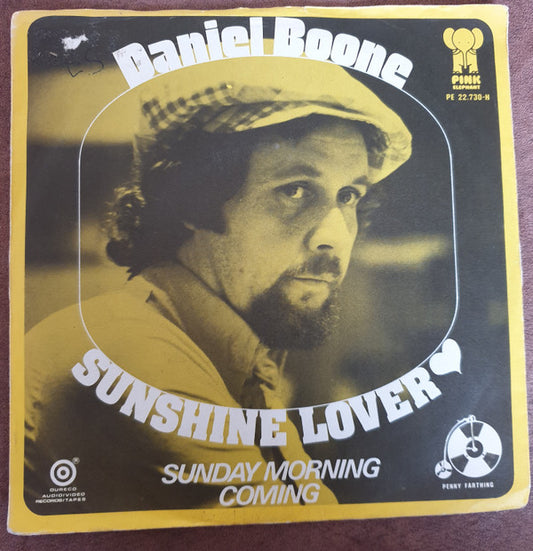 Daniel Boone
PINK
ELEPHANT
PE 22.730-H
SUNSHINE LOVER
SUNDAY MORNING
COMING
DURECO
AUDIO/VIDEO
RECORDS/TAPES
PENNY FARTHING